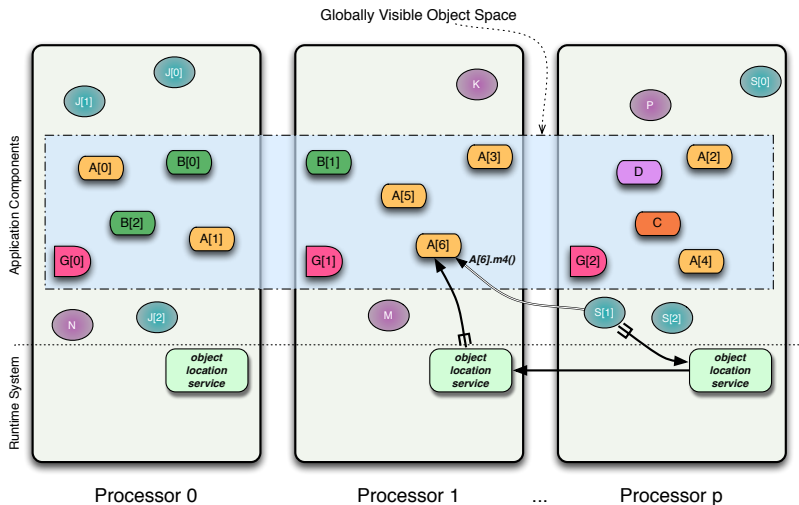 Globally Visible Object Space
J[0]
J[1]
K
S[0]
P
Application Components
A[0]
B[0]
B[1]
A[3]
A[2]
D
A[5]
B[2]
A[1]
A[6]
C
G[0]
G[1]
A[6].m4()
G[2]
A[4]
N
J[2]
M
S[1]
S[2]
Runtime System
object
location
service
object
location
service
object
location
service
Processor 0
Processor 1
...
Processor p